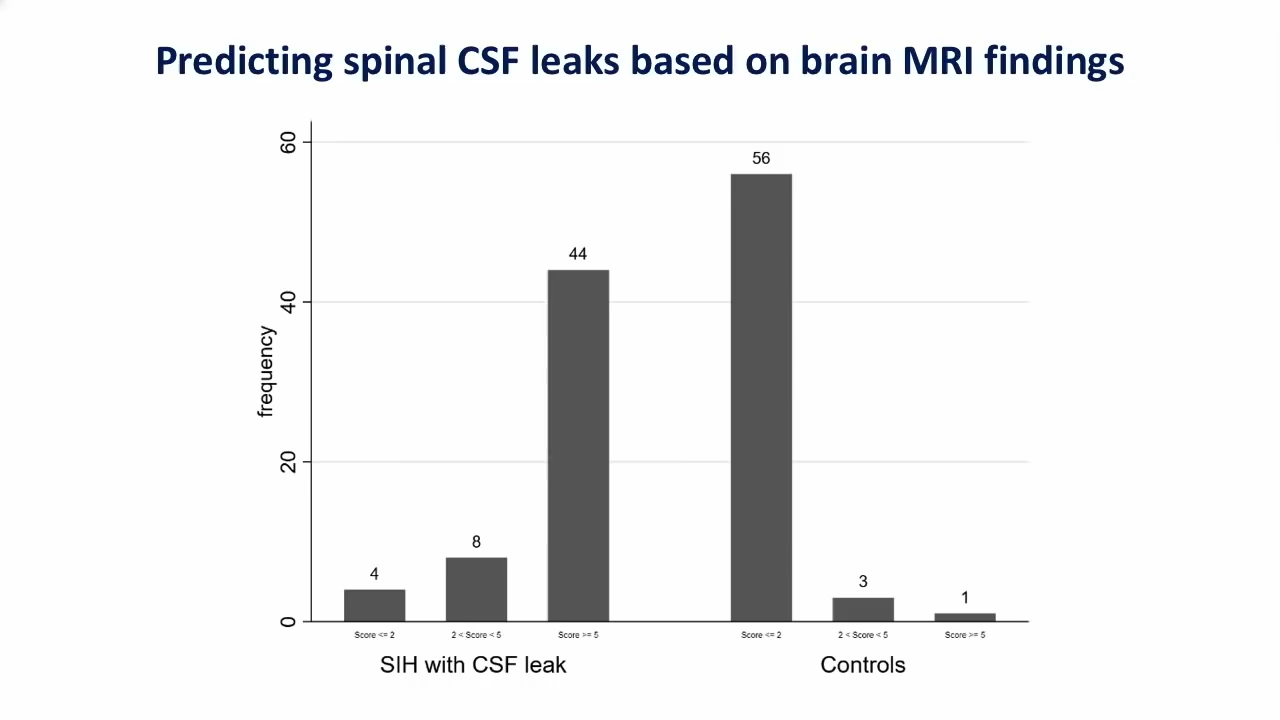 Predicting spinal CSF leaks based on brain MRI findings
60
40
20
0
frequency
4
8
44
56
3
1
Score <= 2
2 < Score < 5
Score >= 5
Score <= 2
2 < Score < 5
Score >= 5
SIH with CSF leak
Controls